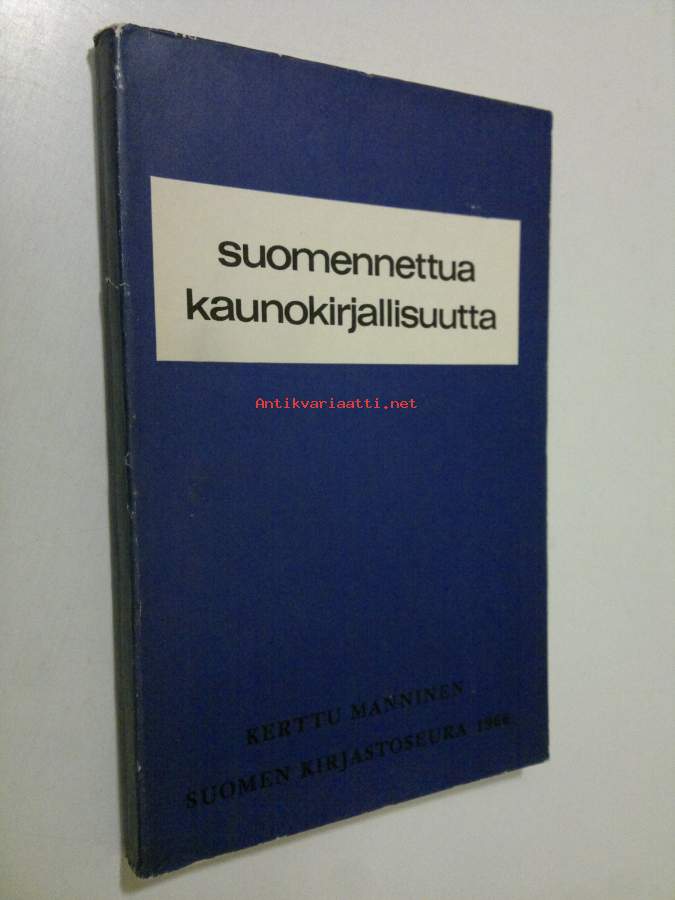 suomennettua
kaunokirjallisuutta
Antikvariaatti.net
KERTTU MANNINEN
SUOMEN KIRJASTOSEURA 1966